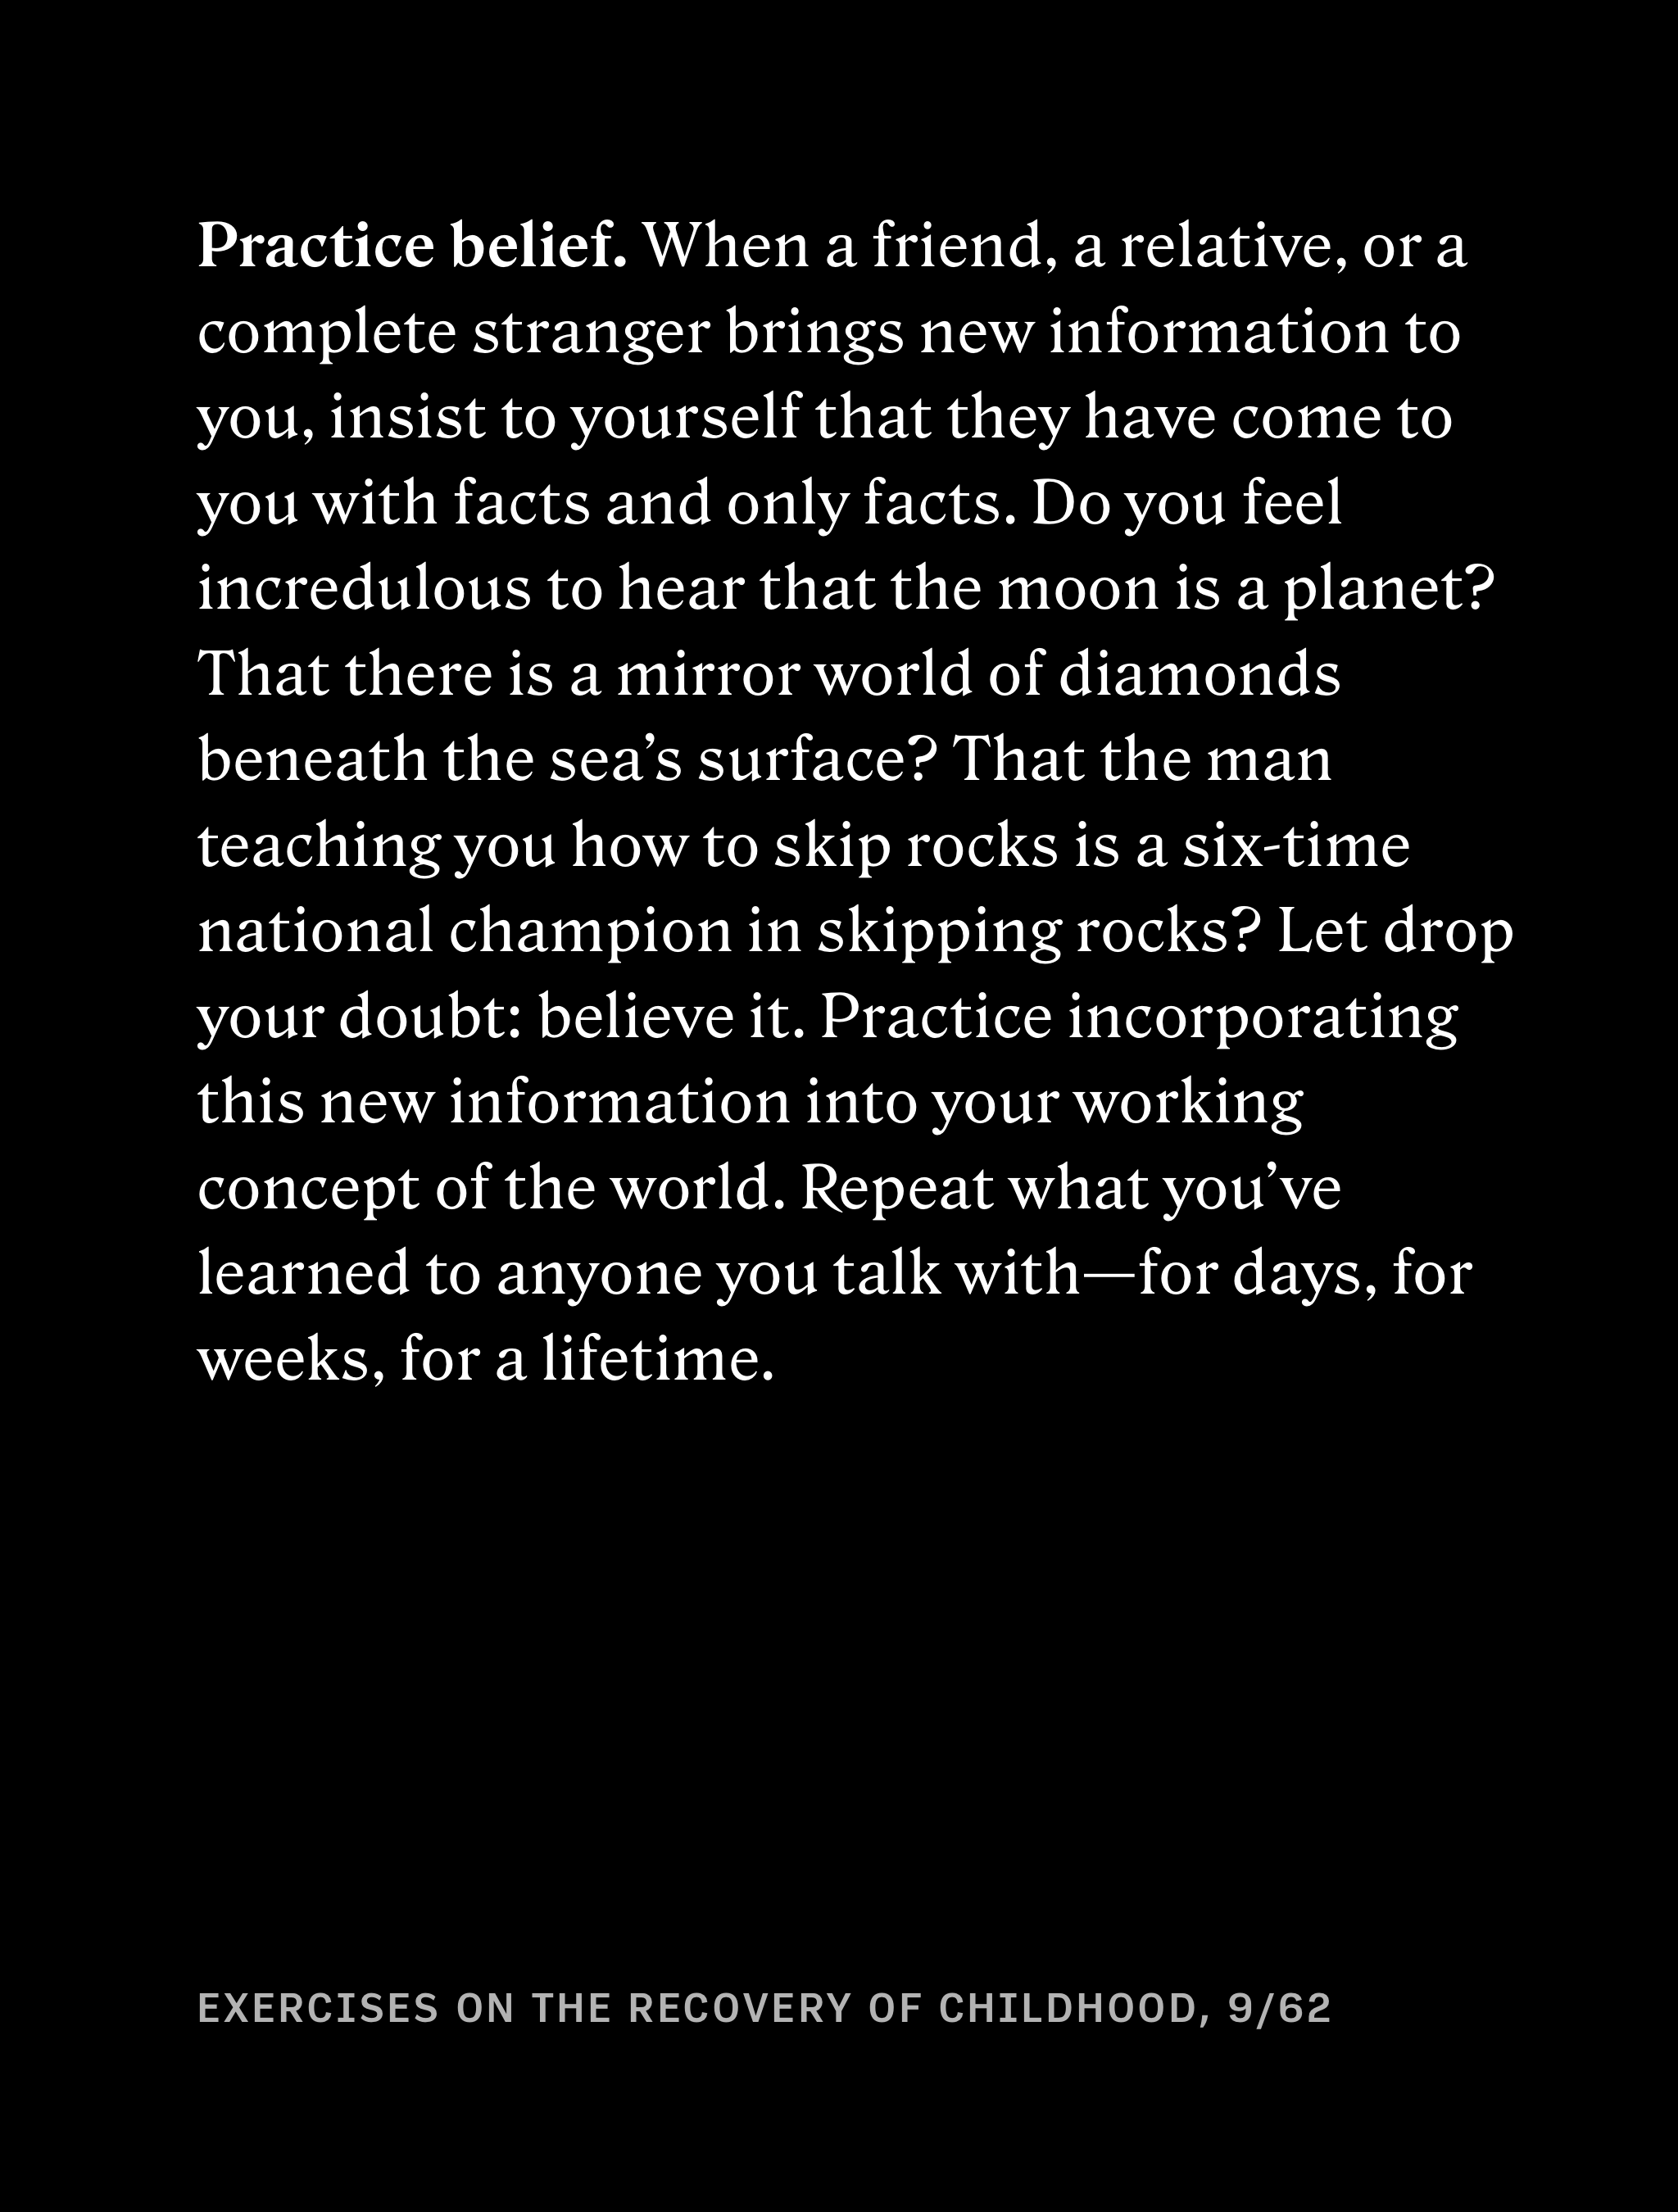 Practice belief. When a friend, a relative, or a
complete stranger brings new information to
you, insist to yourself that they have come to
you with facts and only facts. Do you feel
incredulous to hear that the moon is a planet?
That there is a mirror world of diamonds
beneath the sea’s surface? That the man
teaching you how to skip rocks is a six-time
national champion in skipping rocks? Let drop
your doubt: believe it. Practice incorporating
this new information into your working
concept of the world. Repeat what you’ve
learned to anyone you talk with—for days, for
weeks, for a lifetime.
EXERCISES ON THE RECOVERY OF CHILDHOOD, 9/62